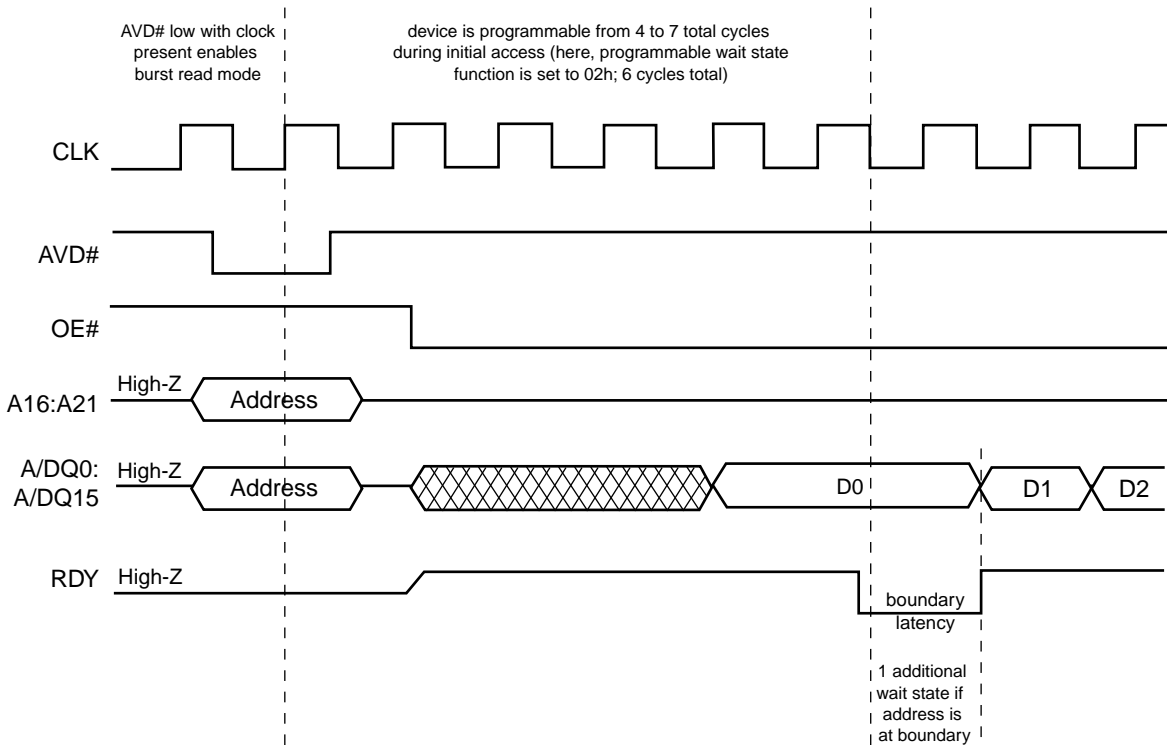 AVD# low with clock
present enables
burst read mode
device is programmable from 4 to 7 total cycles
during initial access (here, programmable wait state
function is set to 02h; 6 cycles total)
CLK
AVD#
OE#
A16:A21
High-Z
Address
A/DQ0:
A/DQ15
High-Z
Address
D0
D1
D2
RDY
High-Z
boundary
latency
1 additional
wait state if
address is
at boundary